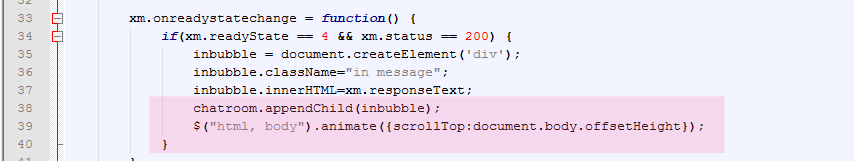 32
33 xm.onreadystatechange = function() {
34 if(xm.readyState == 4 && xm.status == 200) {
35 inbubble = document.createElement('div');
36 inbubble.className="in message";
37 inbubble.innerHTML=xm.responseText;
38 chatroom.appendChild(inbubble);
39 $("html, body").animate({scrollTop:document.body.offsetHeight});
40 }
41 }